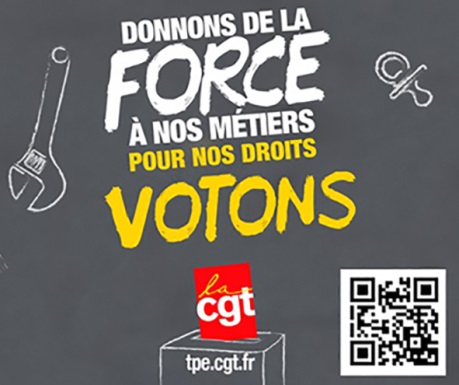 DONNONS DE LA
FORCE
À NOS MÉTIERS
POUR NOS DROITS
VOTONS
la
cgt
tpe.cgt.fr